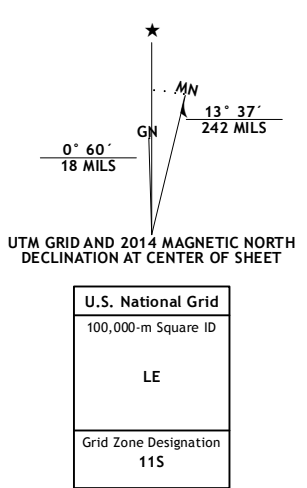 MN
GN
13° 37´
242 MILS
0° 60´
18 MILS
UTM GRID AND 2014 MAGNETIC NORTH
DECLINATION AT CENTER OF SHEET
U.S. National Grid
100,000-m Square ID
LE
Grid Zone Designation
11S